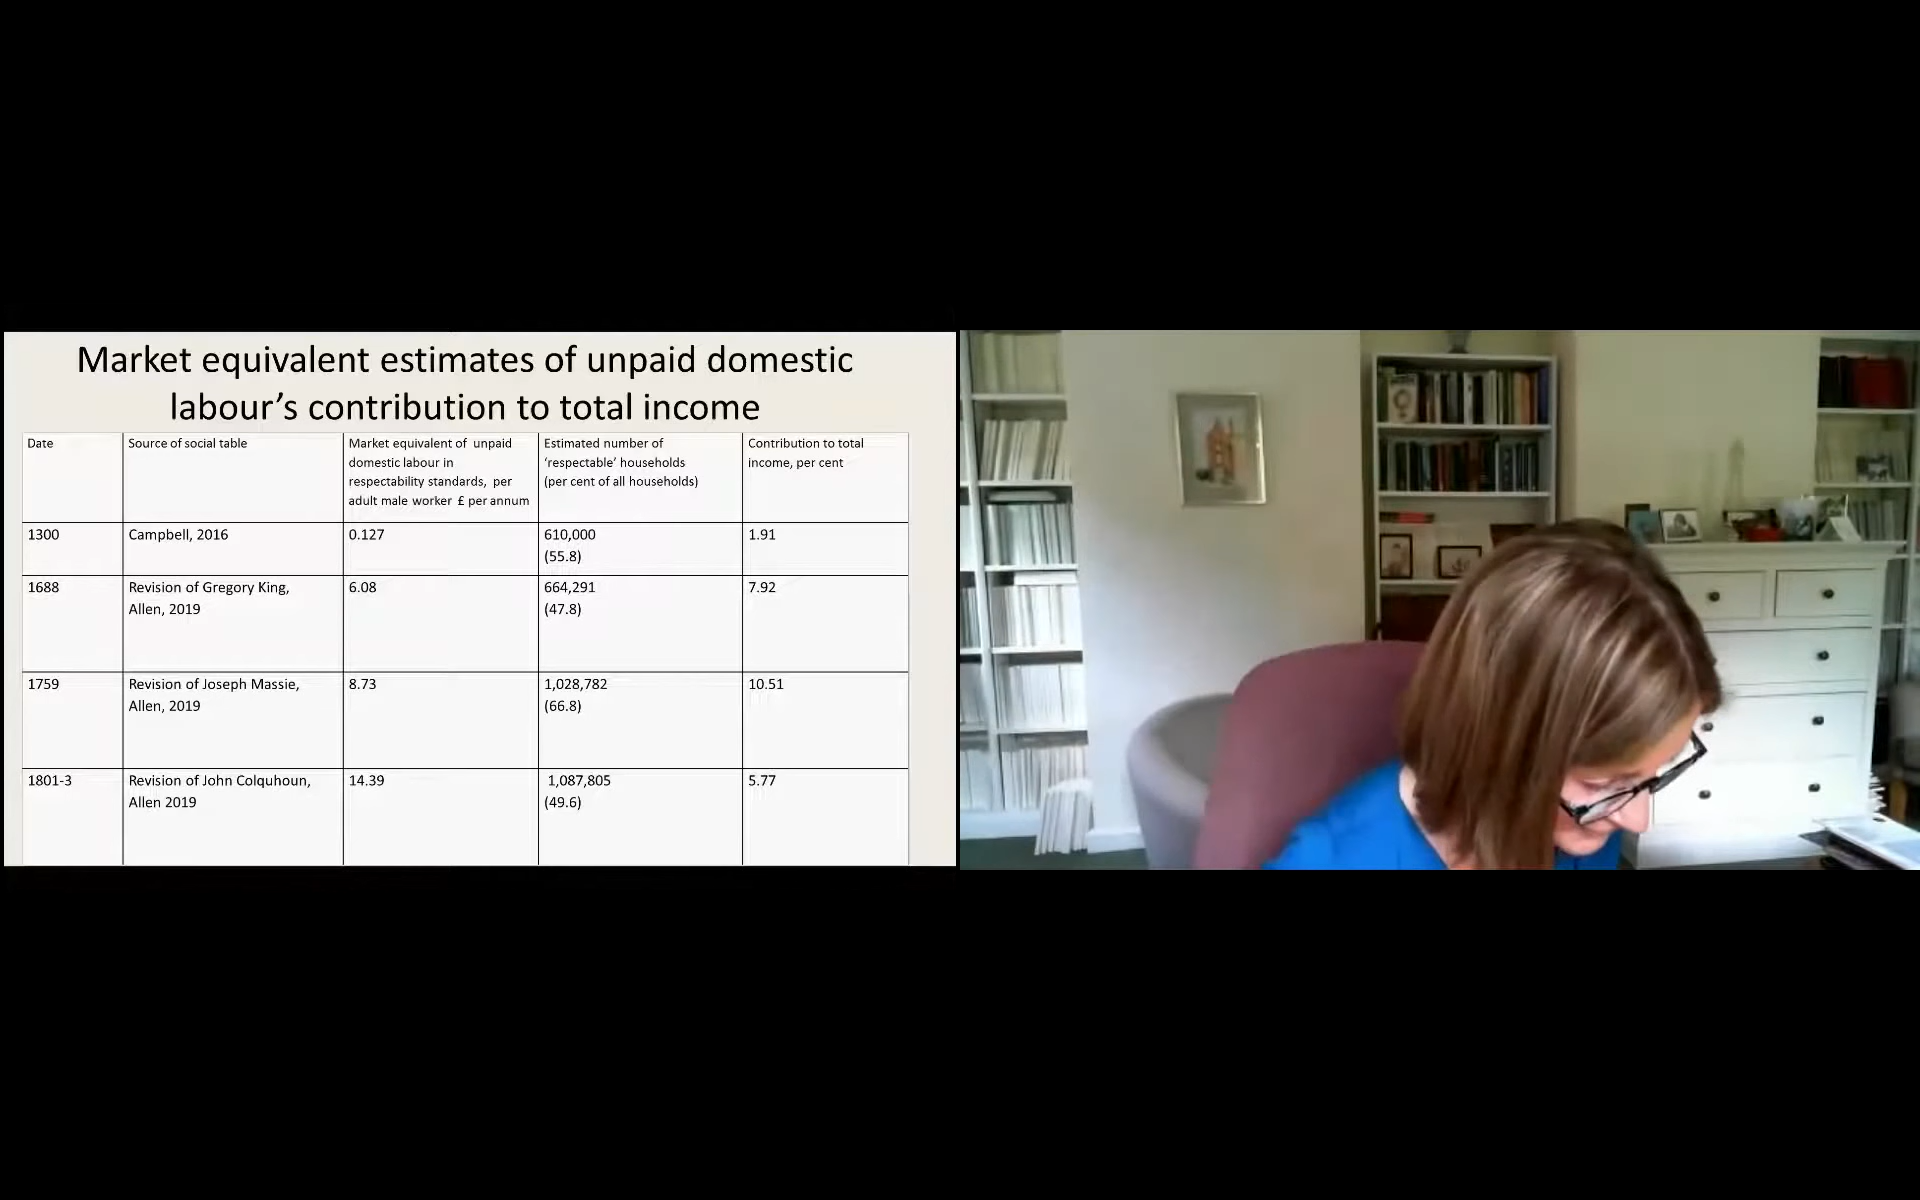 Market equivalent estimates of unpaid domestic
labour’s contribution to total income
Date
Source of social table
Market equivalent of unpaid
domestic labour in
respectability standards, per
adult male worker £ per annum
Estimated number of
‘respectable’ households
(per cent of all households)
Contribution to total
income, per cent
1300
Campbell, 2016
0.127
610,000
(55.8)
1.91
1688
Revision of Gregory King,
Allen, 2019
6.08
664,291
(47.8)
7.92
1759
Revision of Joseph Massie,
Allen, 2019
8.73
1,028,782
(66.8)
10.51
1801-3
Revision of John Colquhoun,
Allen 2019
14.39
1,087,805
(49.6)
5.77